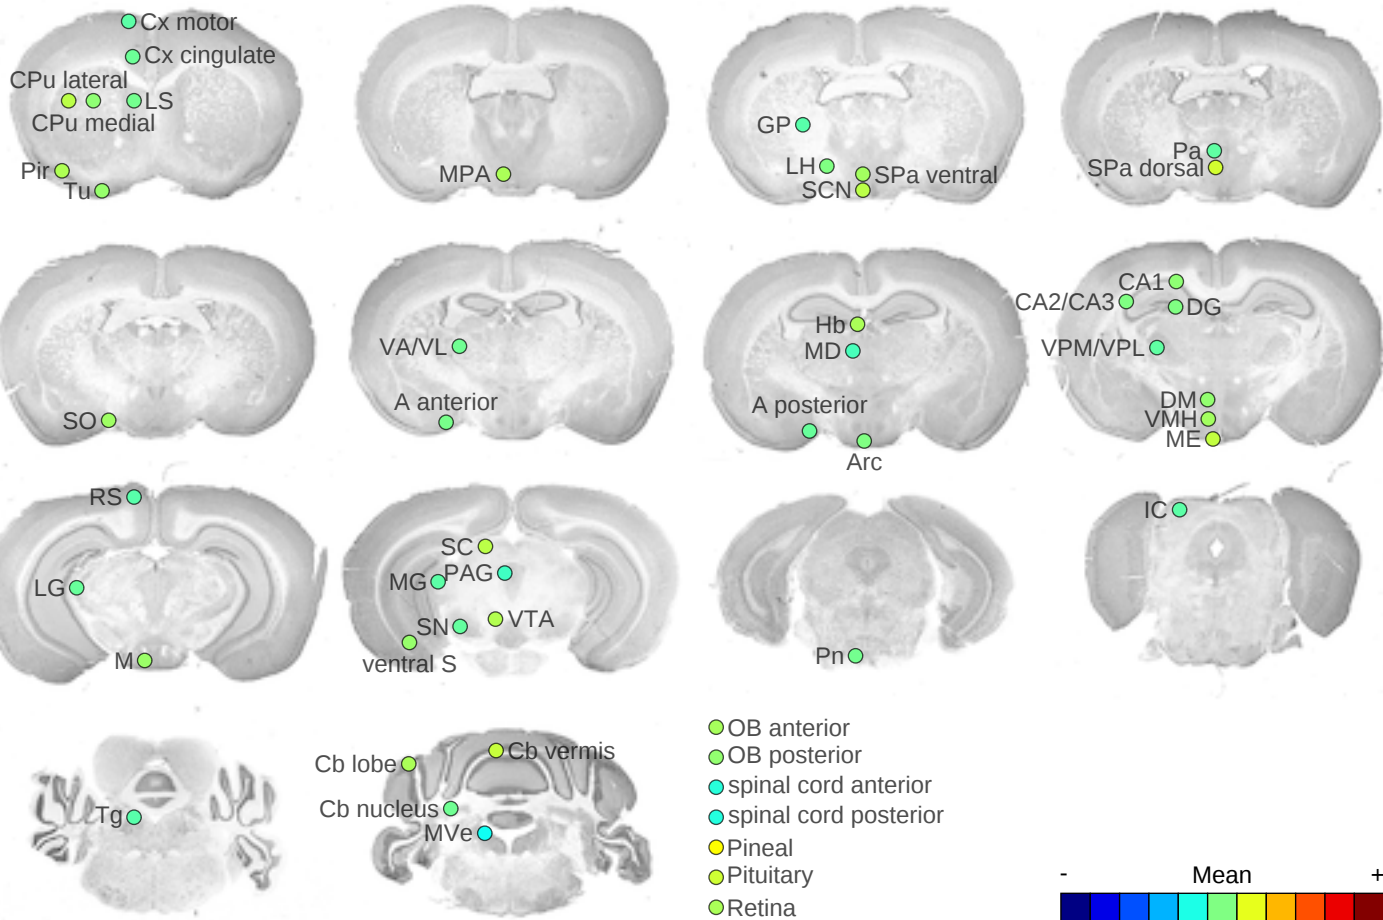 Cx motor
Cx cingulate
CPu lateral
LS
CPu medial
Pir
Tu
MPA
GP
LH
SPa ventral
SCN
Pa
SPa dorsal
SO
VA/VL
A anterior
Hb
MD
A posterior
Arc
CA1
CA2/CA3
DG
VPM/VPL
DM
VMH
ME
RS
LG
M
SC
MG
PAG
SN
VTA
ventral S
Pn
IC
Tg
Cb lobe
Cb vermis
Cb nucleus
MVe
OB anterior
OB posterior
spinal cord anterior
spinal cord posterior
Pineal
Pituitary
Retina
- Mean +